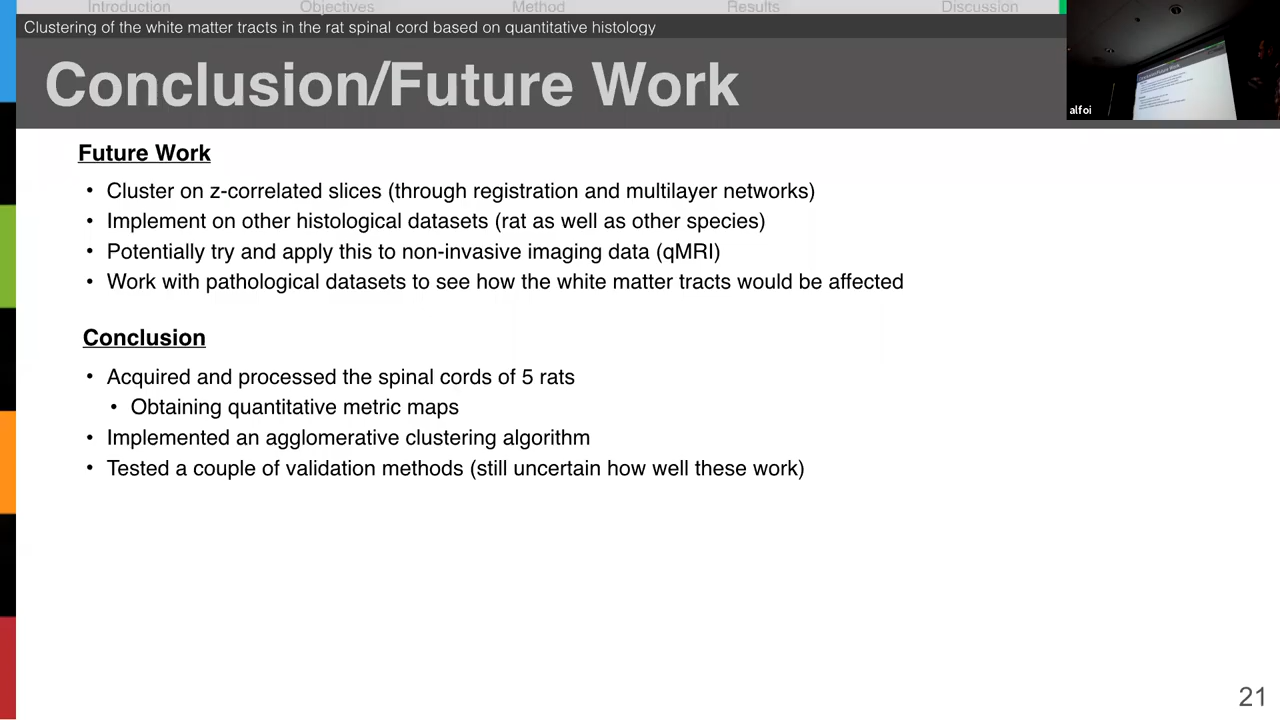 Introduction Objectives Method Results Discussion
Clustering of the white matter tracts in the rat spinal cord based on quantitative histology
Conclusion/Future Work
alfoi
Future Work
• Cluster on z-correlated slices (through registration and multilayer networks)
• Implement on other histological datasets (rat as well as other species)
• Potentially try and apply this to non-invasive imaging data (qMRI)
• Work with pathological datasets to see how the white matter tracts would be affected
Conclusion
• Acquired and processed the spinal cords of 5 rats
• Obtaining quantitative metric maps
• Implemented an agglomerative clustering algorithm
• Tested a couple of validation methods (still uncertain how well these work)
21